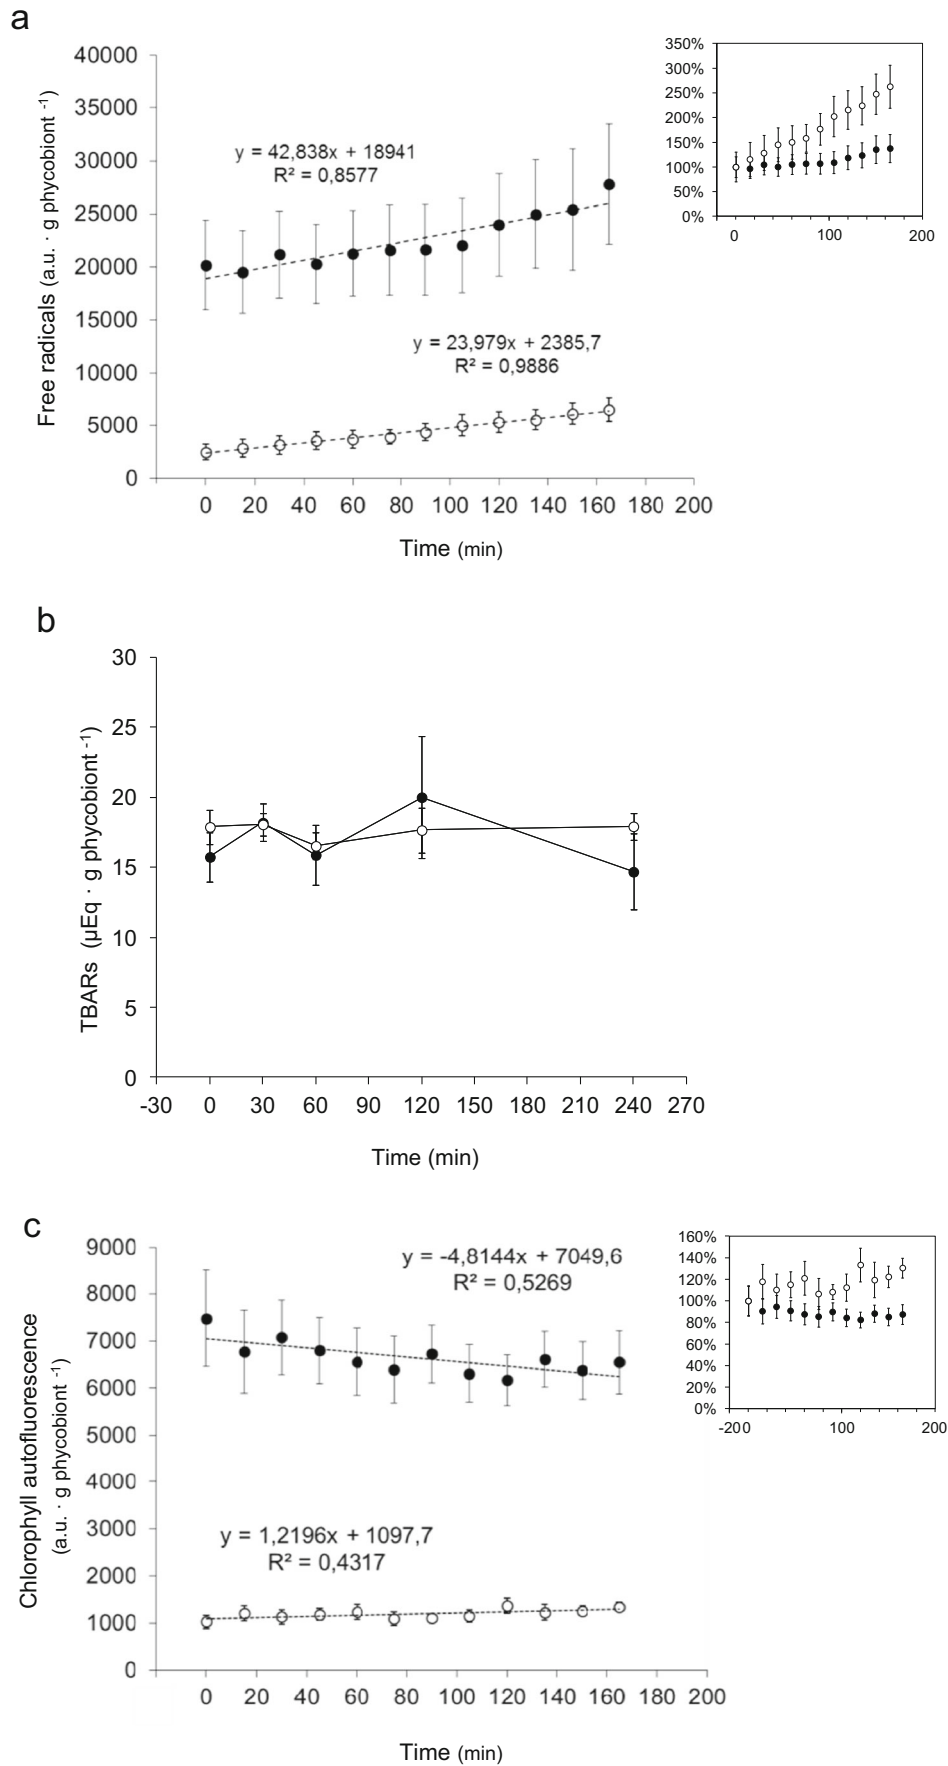 a
40000
35000
30000
25000
20000
15000
10000
5000
0
Free radicals (a.u. · g phycobiont -1)
y = 42,838x + 18941
R² = 0,8577
y = 23,979x + 2385,7
R² = 0,9886
0 20 40 60 80 100 120 140 160 180 200
Time (min)
350%
300%
250%
200%
150%
100%
50%
0%
0 100 200
b
30
25
20
15
10
5
0
TBARs (µEq · g phycobiont -1)
-30 0 30 60 90 120 150 180 210 240 270
Time (min)
c
9000
8000
7000
6000
5000
4000
3000
2000
1000
0
Chlorophyll autofluorescence
(a.u. · g phycobiont -1)
y = -4,8144x + 7049,6
R² = 0,5269
y = 1,2196x + 1097,7
R² = 0,4317
0 20 40 60 80 100 120 140 160 180 200
Time (min)
160%
140%
120%
100%
80%
60%
40%
20%
0%
-200 100 200